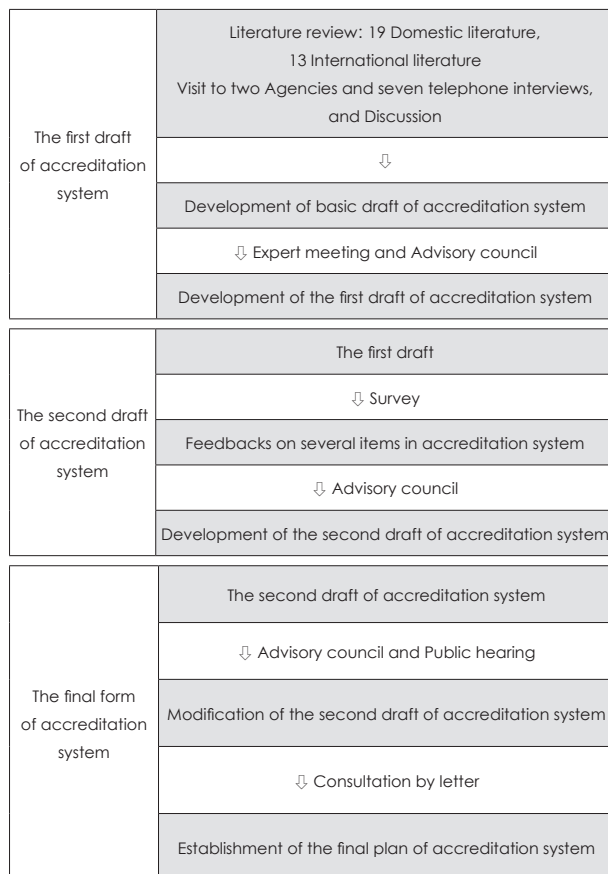 The first draft
of accreditation
system
Literature review: 19 Domestic literature,
13 International literature
Visit to two Agencies and seven telephone interviews,
and Discussion
⇩
Development of basic draft of accreditation system
⇩ Expert meeting and Advisory council
Development of the first draft of accreditation system
The second draft
of accreditation
system
The first draft
⇩ Survey
Feedbacks on several items in accreditation system
⇩ Advisory council
Development of the second draft of accreditation system
The final form
of accreditation
system
The second draft of accreditation system
⇩ Advisory council and Public hearing
Modification of the second draft of accreditation system
⇩ Consultation by letter
Establishment of the final plan of accreditation system